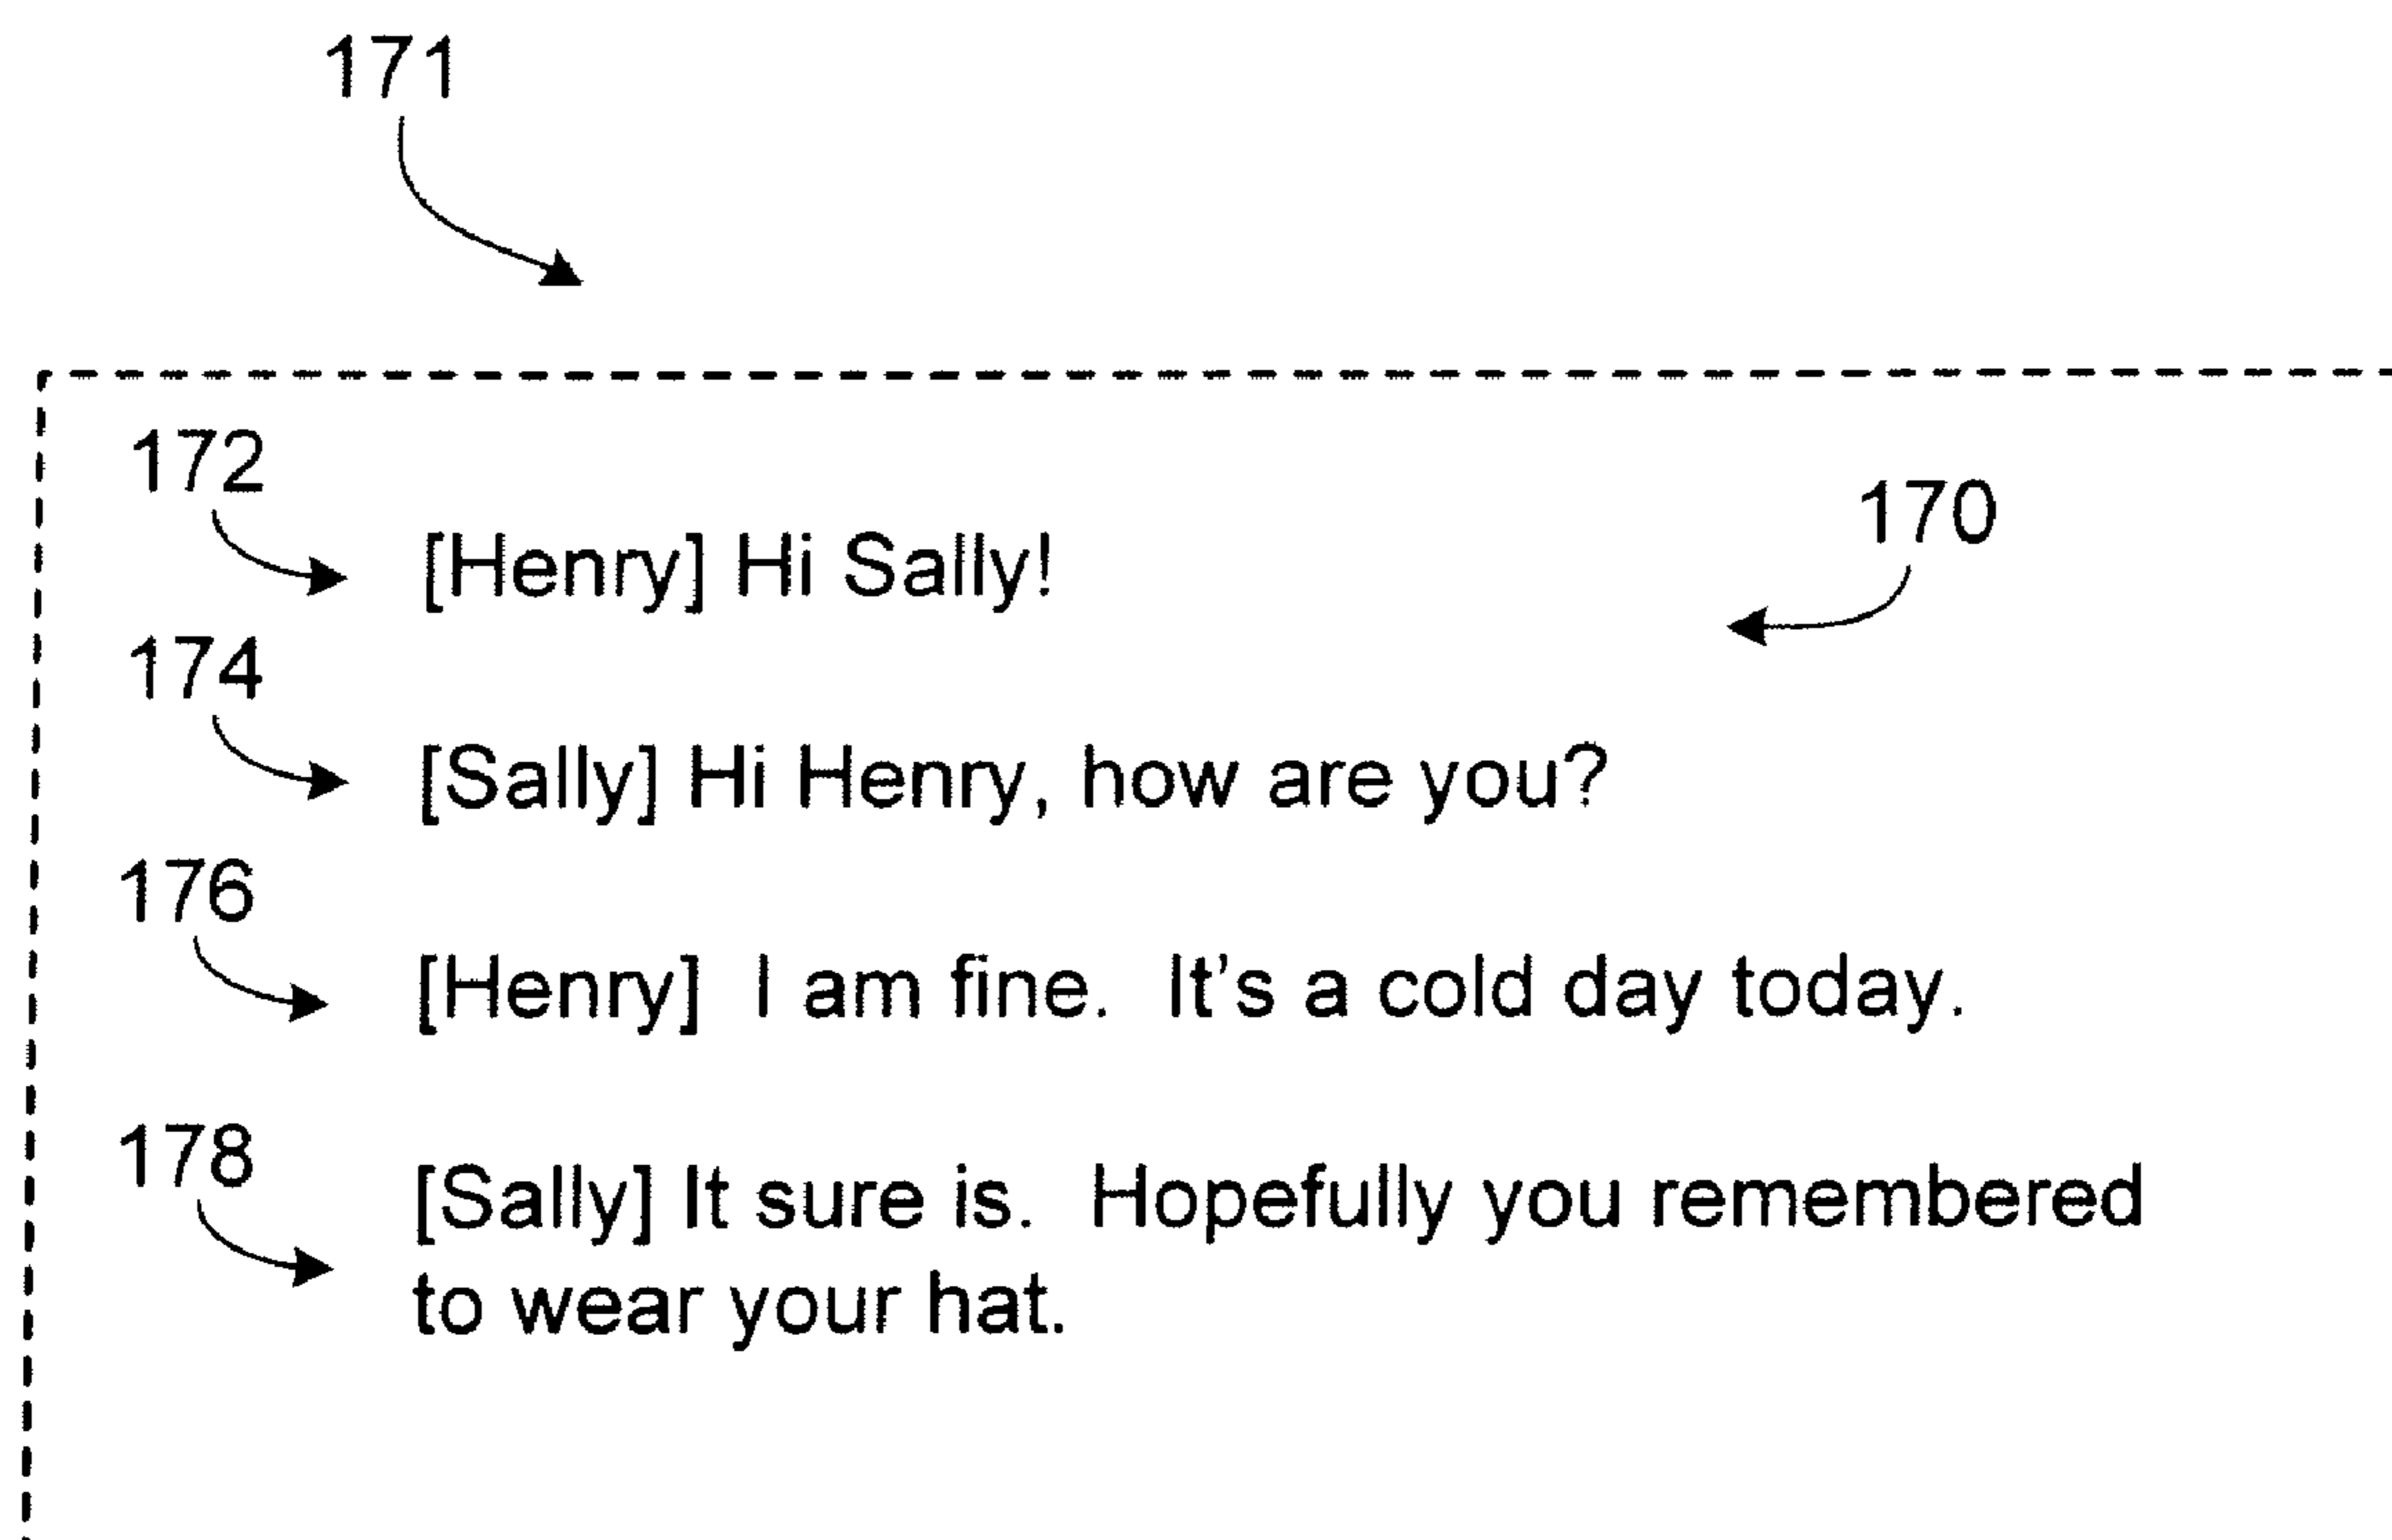 171
172
170
[Henry] Hi Sally!
174
[Sally] Hi Henry, how are you?
176
[Henry]  I am fine.  It's a cold day today.
178
[Sally] It sure is.  Hopefully you remembered
to wear your hat.